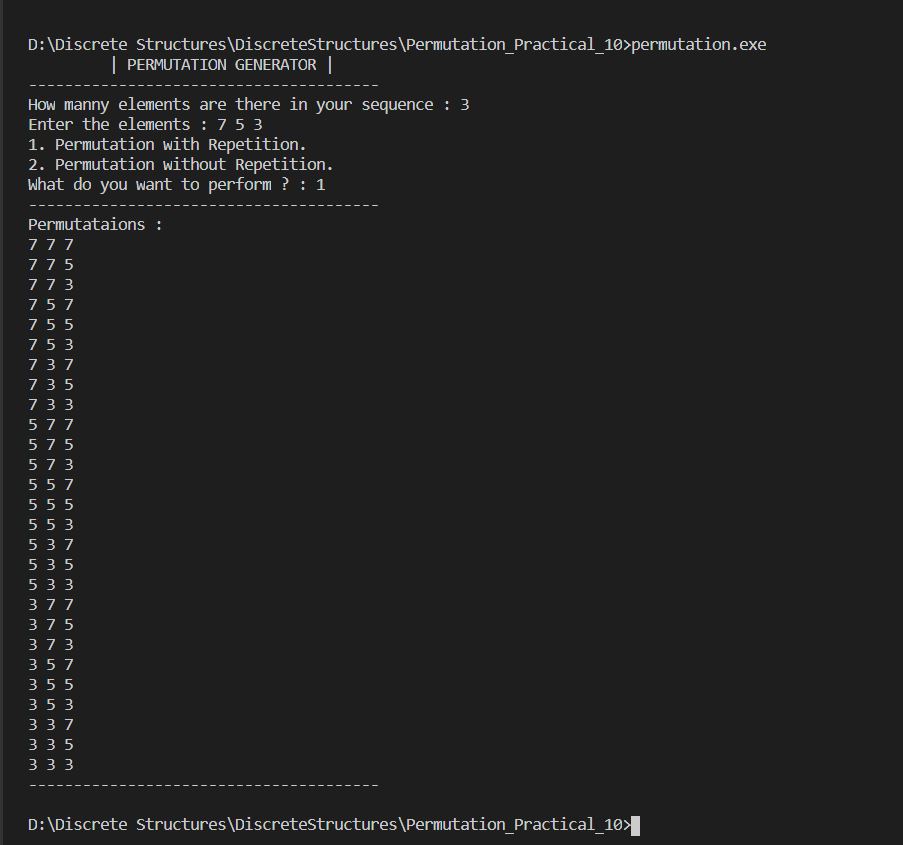 D:\Discrete Structures\DiscreteStructures\Permutation_Practical_10>permutation.exe
| PERMUTATION GENERATOR |
---------------------------------------
How manny elements are there in your sequence : 3
Enter the elements : 7 5 3
1. Permutation with Repetition.
2. Permutation without Repetition.
What do you want to perform ? : 1
---------------------------------------
Permutataions :
7 7 7
7 7 5
7 7 3
7 5 7
7 5 5
7 5 3
7 3 7
7 3 5
7 3 3
5 7 7
5 7 5
5 7 3
5 5 7
5 5 5
5 5 3
5 3 7
5 3 5
5 3 3
3 7 7
3 7 5
3 7 3
3 5 7
3 5 5
3 5 3
3 3 7
3 3 5
3 3 3
---------------------------------------
D:\Discrete Structures\DiscreteStructures\Permutation_Practical_10>